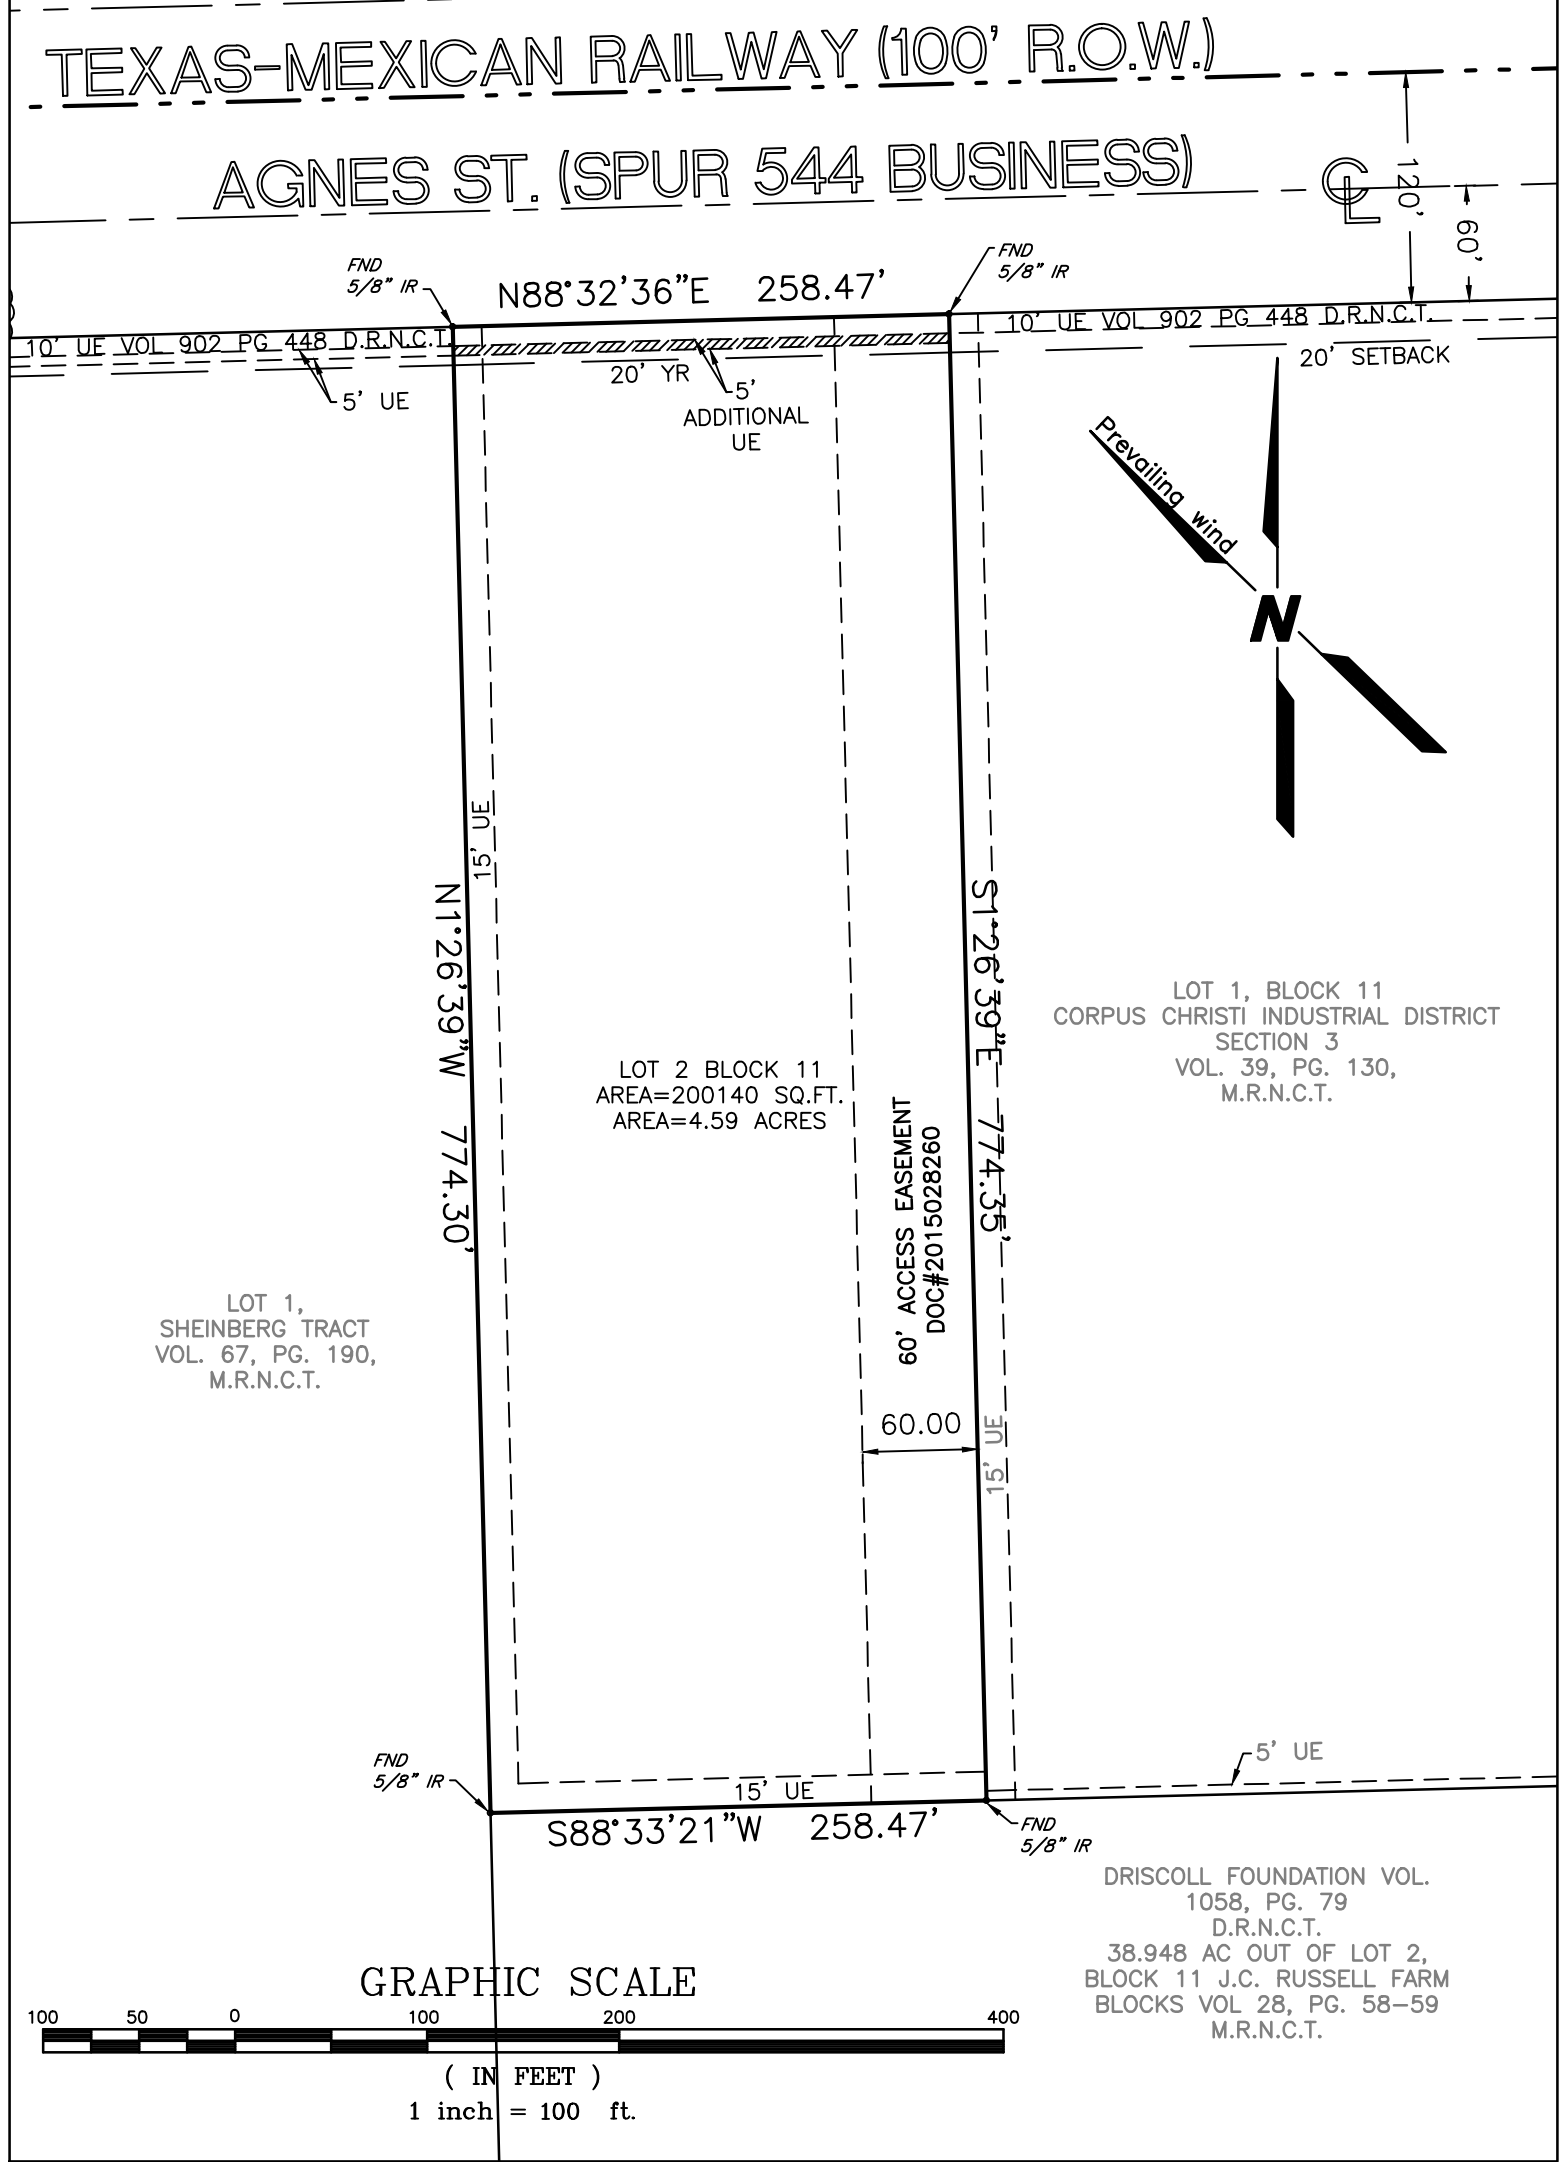 TEXAS-MEXICAN RAILWAY (100' R.O.W.)
AGNES ST. (SPUR 544 BUSINESS)
CL
120'
60'
FND
5/8" IR
N88°32'36"E 258.47'
FND
5/8" IR
10' UE VOL 902 PG 448 D.R.N.C.T.
10' UE VOL 902 PG 448 D.R.N.C.T.
20' SETBACK
5' UE
20' YR
5'
ADDITIONAL
UE
Prevailing wind
N
15' UE
N1°26'39"W 774.30'
S1°26'39"E 774.35'
LOT 1, BLOCK 11
CORPUS CHRISTI INDUSTRIAL DISTRICT
SECTION 3
VOL. 39, PG. 130,
M.R.N.C.T.
LOT 2 BLOCK 11
AREA=200140 SQ.FT.
AREA=4.59 ACRES
60' ACCESS EASEMENT
DOC#2015028260
LOT 1,
SHEINBERG TRACT
VOL. 67, PG. 190,
M.R.N.C.T.
60.00
15' UE
5' UE
FND
5/8" IR
15' UE
S88°33'21"W 258.47'
FND
5/8" IR
DRISCOLL FOUNDATION VOL.
1058, PG. 79
D.R.N.C.T.
38.948 AC OUT OF LOT 2,
BLOCK 11 J.C. RUSSELL FARM
BLOCKS VOL 28, PG. 58-59
M.R.N.C.T.
GRAPHIC SCALE
100 50 0 100 200 400
( IN FEET )
1 inch = 100 ft.